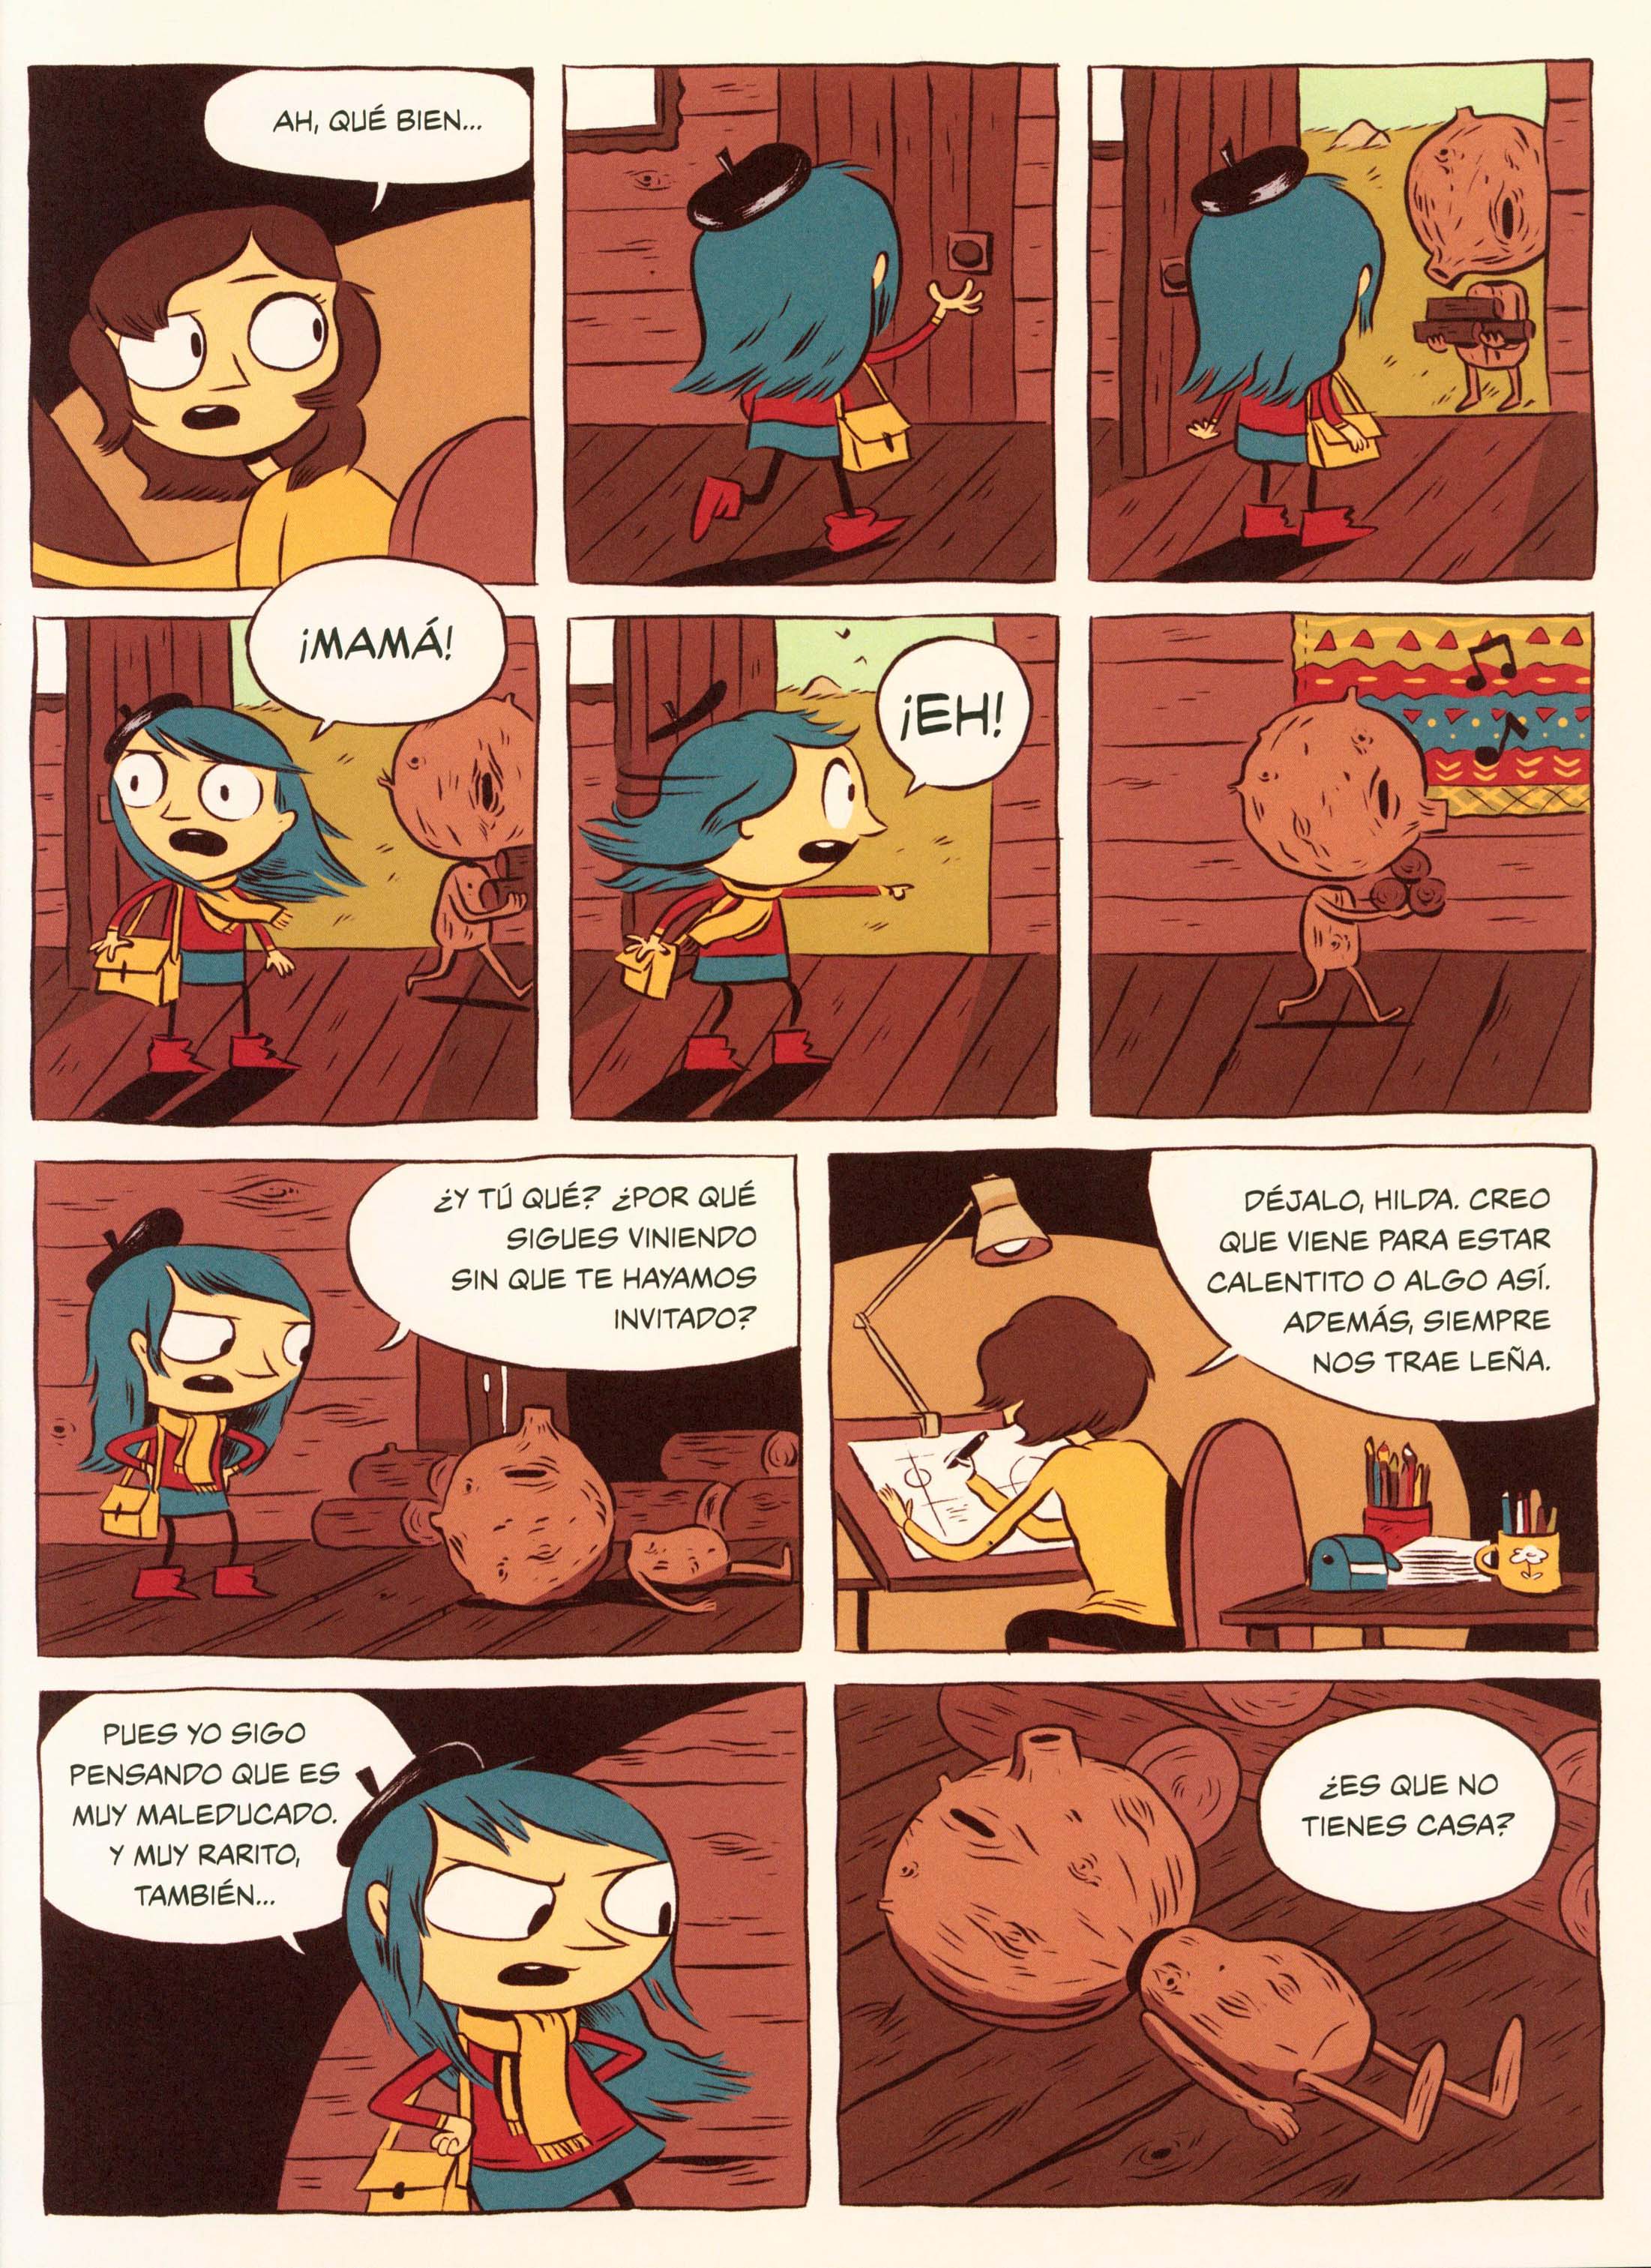 AH, QUÉ BIEN...
¡MAMÁ!
¡EH!
¿Y TÚ QUÉ? ¿POR QUÉ
SIGUES VINIENDO
SIN QUE TE HAYAMOS
INVITADO?
DÉJALO, HILDA. CREO
QUE VIENE PARA ESTAR
CALENTITO O ALGO ASÍ.
ADEMÁS, SIEMPRE
NOS TRAE LEÑA.
PUES YO SIGO
PENSANDO QUE ES
MUY MALEDUCADO.
Y MUY RARITO,
TAMBIÉN...
¿ES QUE NO
TIENES CASA?